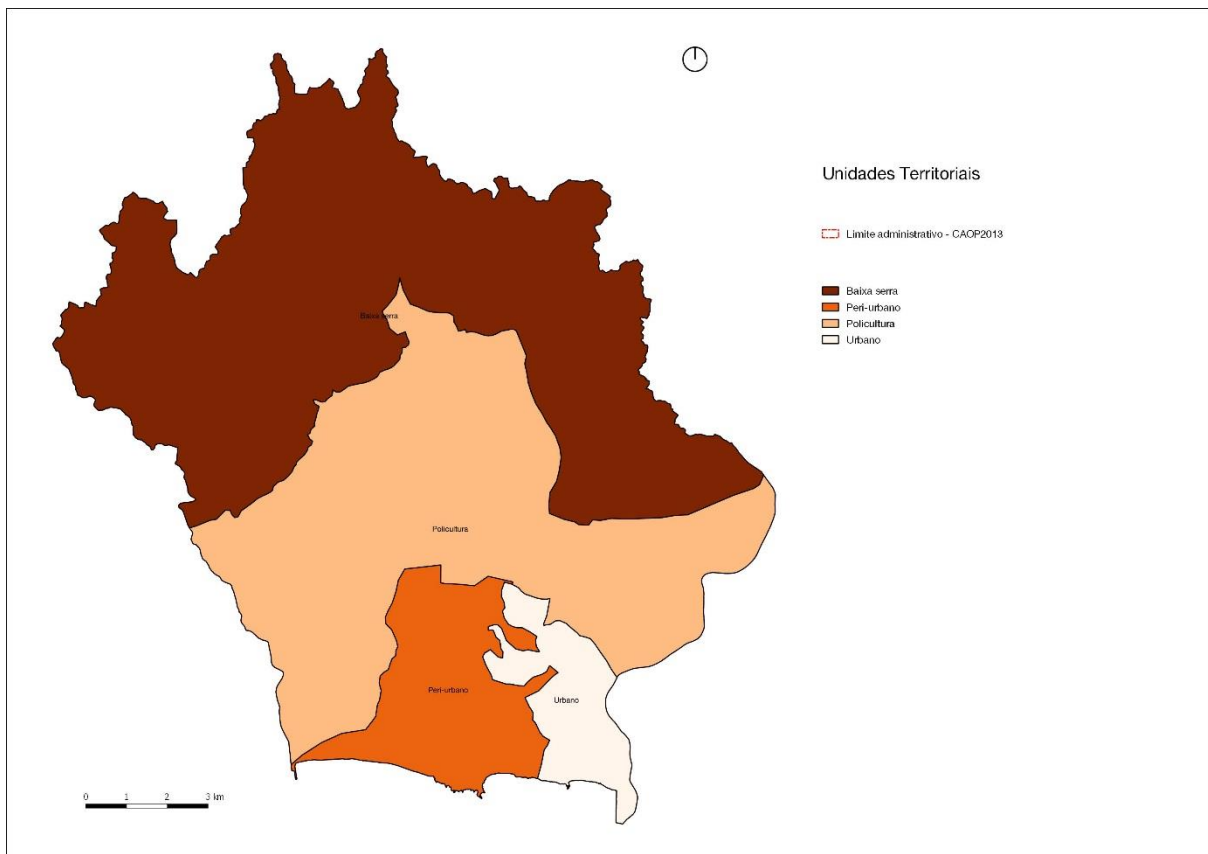 Unidades Territoriais
Limite administrativo - CAOP2013
Baixa serra
Peri-urbano
Policultura
Urbano
Baixa serra
Policultura
Peri-urbano
Urbano
0 1 2 3 km